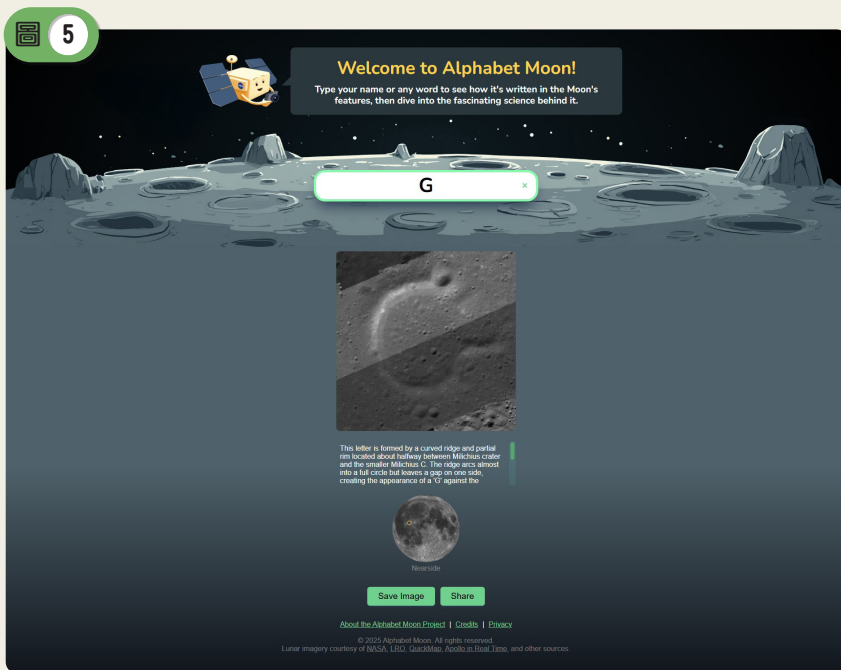 5
Welcome to Alphabet Moon!
Type your name or any word to see how it's written in the Moon's
features, then dive into the fascinating science behind it.
G ×
This letter is formed by a curved ridge and partial
rim located about halfway between Milichius crater
and the smaller Milichius C. The ridge arcs almost
into a full circle but leaves a gap on one side,
creating the appearance of a 'G' against the
Nearside
Save Image Share
About the Alphabet Moon Project | Credits | Privacy
© 2025 Alphabet Moon. All rights reserved.
Lunar imagery courtesy of NASA, LRO, QuickMap, Apollo in Real Time, and other sources.